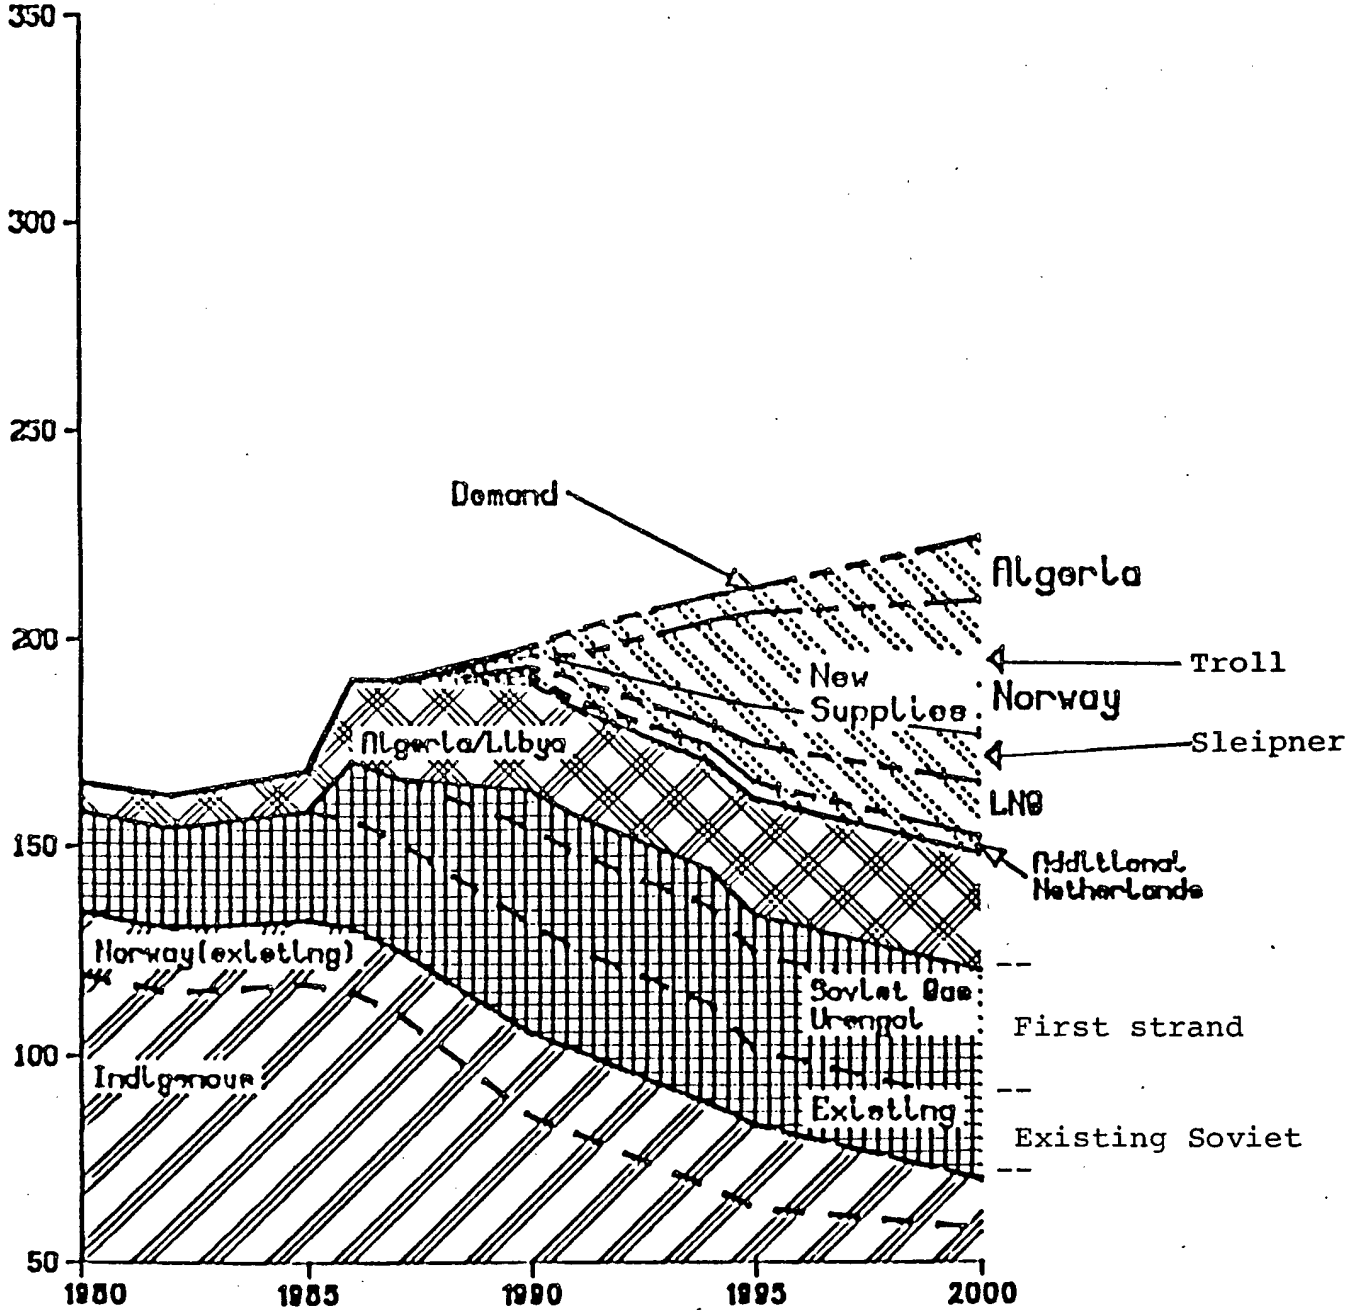 350
300
250
200
150
100
50
1980
1985
1990
1995
2000
Demand
Algeria
Troll
New
Supplies
Norway
Sleipner
Algeria/Libya
LNG
Additional
Netherlands
Norway(existing)
Soviet Gas
Urengoi
First strand
Indigenous
Existing
Existing Soviet